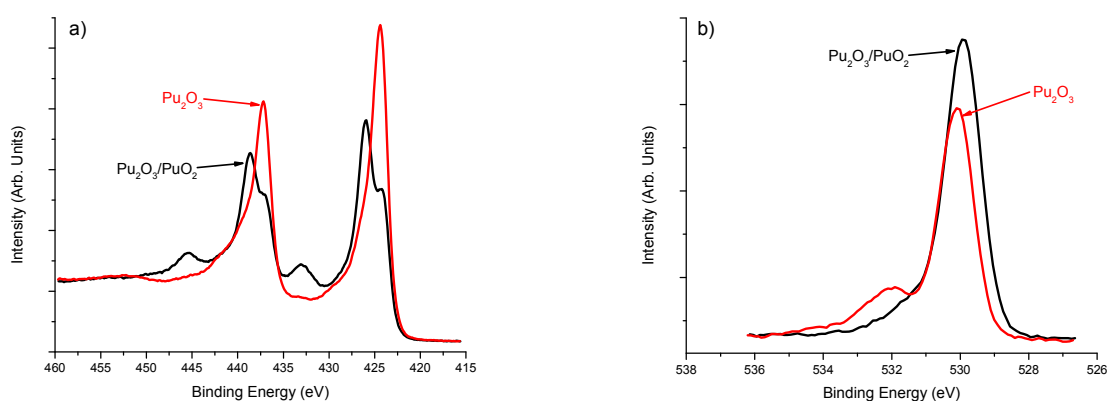 a)
Pu₂O₃
Pu₂O₃/PuO₂
Intensity (Arb. Units)
460 455 450 445 440 435 430 425 420 415
Binding Energy (eV)
b)
Pu₂O₃/PuO₂
Pu₂O₃
Intensity (Arb. Units)
538 536 534 532 530 528 526
Binding Energy (eV)